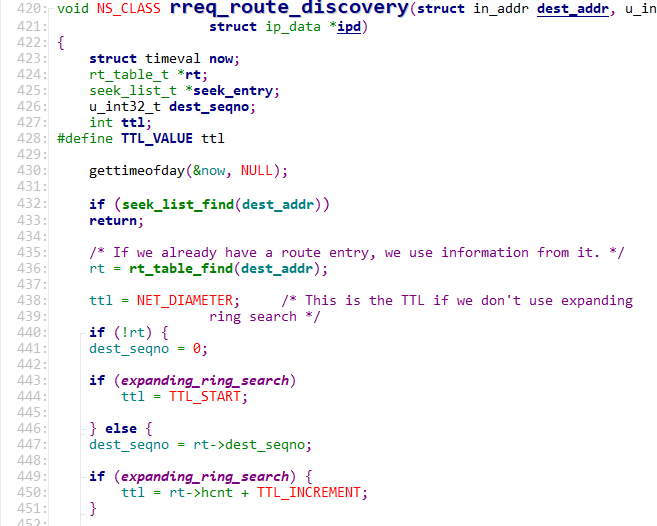 420: void NS_CLASS rreq_route_discovery(struct in_addr dest_addr, u_in
421:                    struct ip_data *ipd)
422: {
423:     struct timeval now;
424:     rt_table_t *rt;
425:     seek_list_t *seek_entry;
426:     u_int32_t dest_seqno;
427:     int ttl;
428: #define TTL_VALUE ttl
429:
430:     gettimeofday(&now, NULL);
431:
432:     if (seek_list_find(dest_addr))
433:     return;
434:
435:     /* If we already have a route entry, we use information from it. */
436:     rt = rt_table_find(dest_addr);
437:
438:     ttl = NET_DIAMETER;     /* This is the TTL if we don't use expanding
439:                    ring search */
440:     if (!rt) {
441:     dest_seqno = 0;
442:
443:     if (expanding_ring_search)
444:         ttl = TTL_START;
445:
446:     } else {
447:     dest_seqno = rt->dest_seqno;
448:
449:     if (expanding_ring_search) {
450:         ttl = rt->hcnt + TTL_INCREMENT;
451:     }
452: